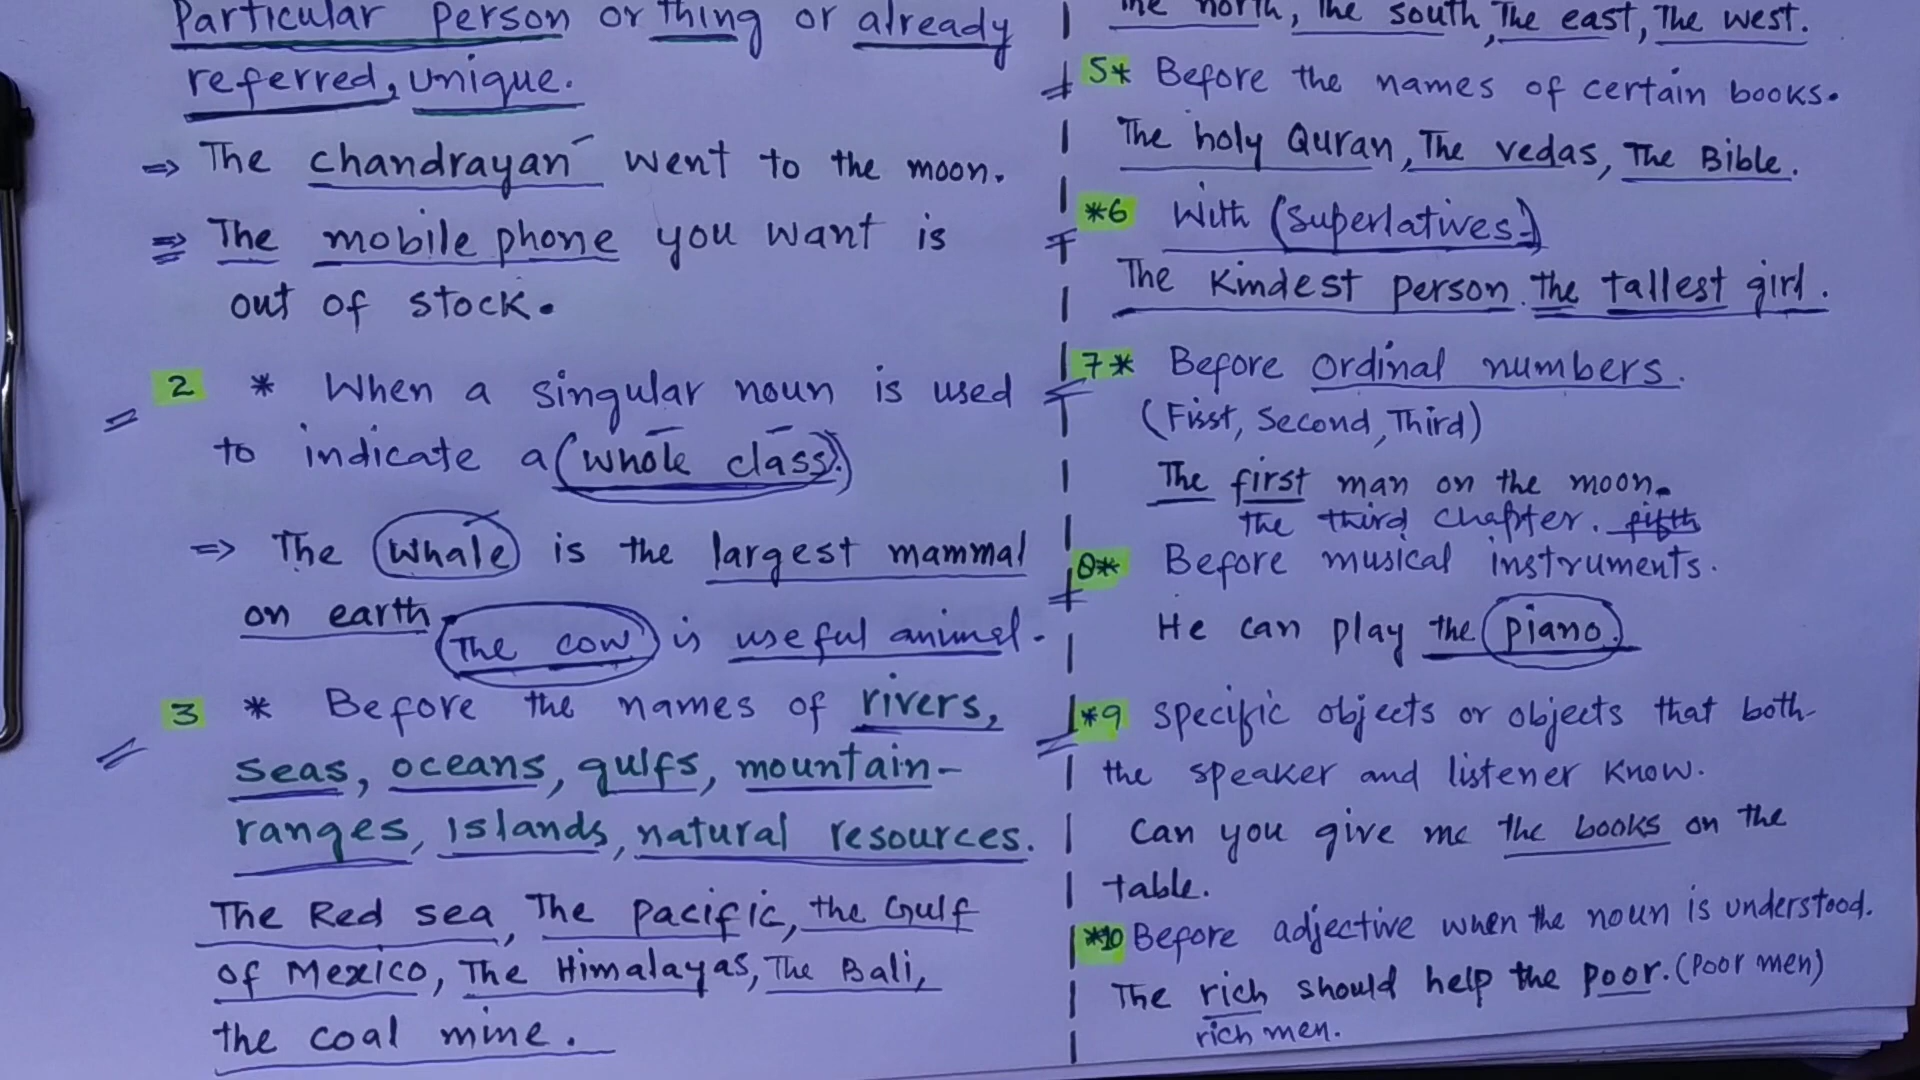 Particular person or thing or already
referred, unique.
⇒ The chandrayan went to the moon.
⇒ The mobile phone you want is
out of stock.
2 * When a singular noun is used
to indicate a (whole class).
⇒ The whale is the largest mammal
on earth. The cow is useful animal.
3 * Before the names of rivers,
seas, oceans, gulfs, mountain-
ranges, islands, natural resources.
The Red sea, The pacific, the Gulf
of Mexico, The Himalayas, The Bali,
the coal mine.
The north, The south, The east, The west.
5* Before the names of certain books.
The holy Quran, The vedas, The Bible.
*6 With (superlatives)
The Kindest person. the tallest girl.
7* Before ordinal numbers.
(First, Second, Third)
The first man on the moon.
The third chapter. fifth
8* Before musical instruments.
He can play the piano.
*9 specific objects or objects that both
the speaker and listener know.
can you give me the books on the
table.
*10 Before adjective when the noun is understood.
The rich should help the poor. (poor men)
rich men.